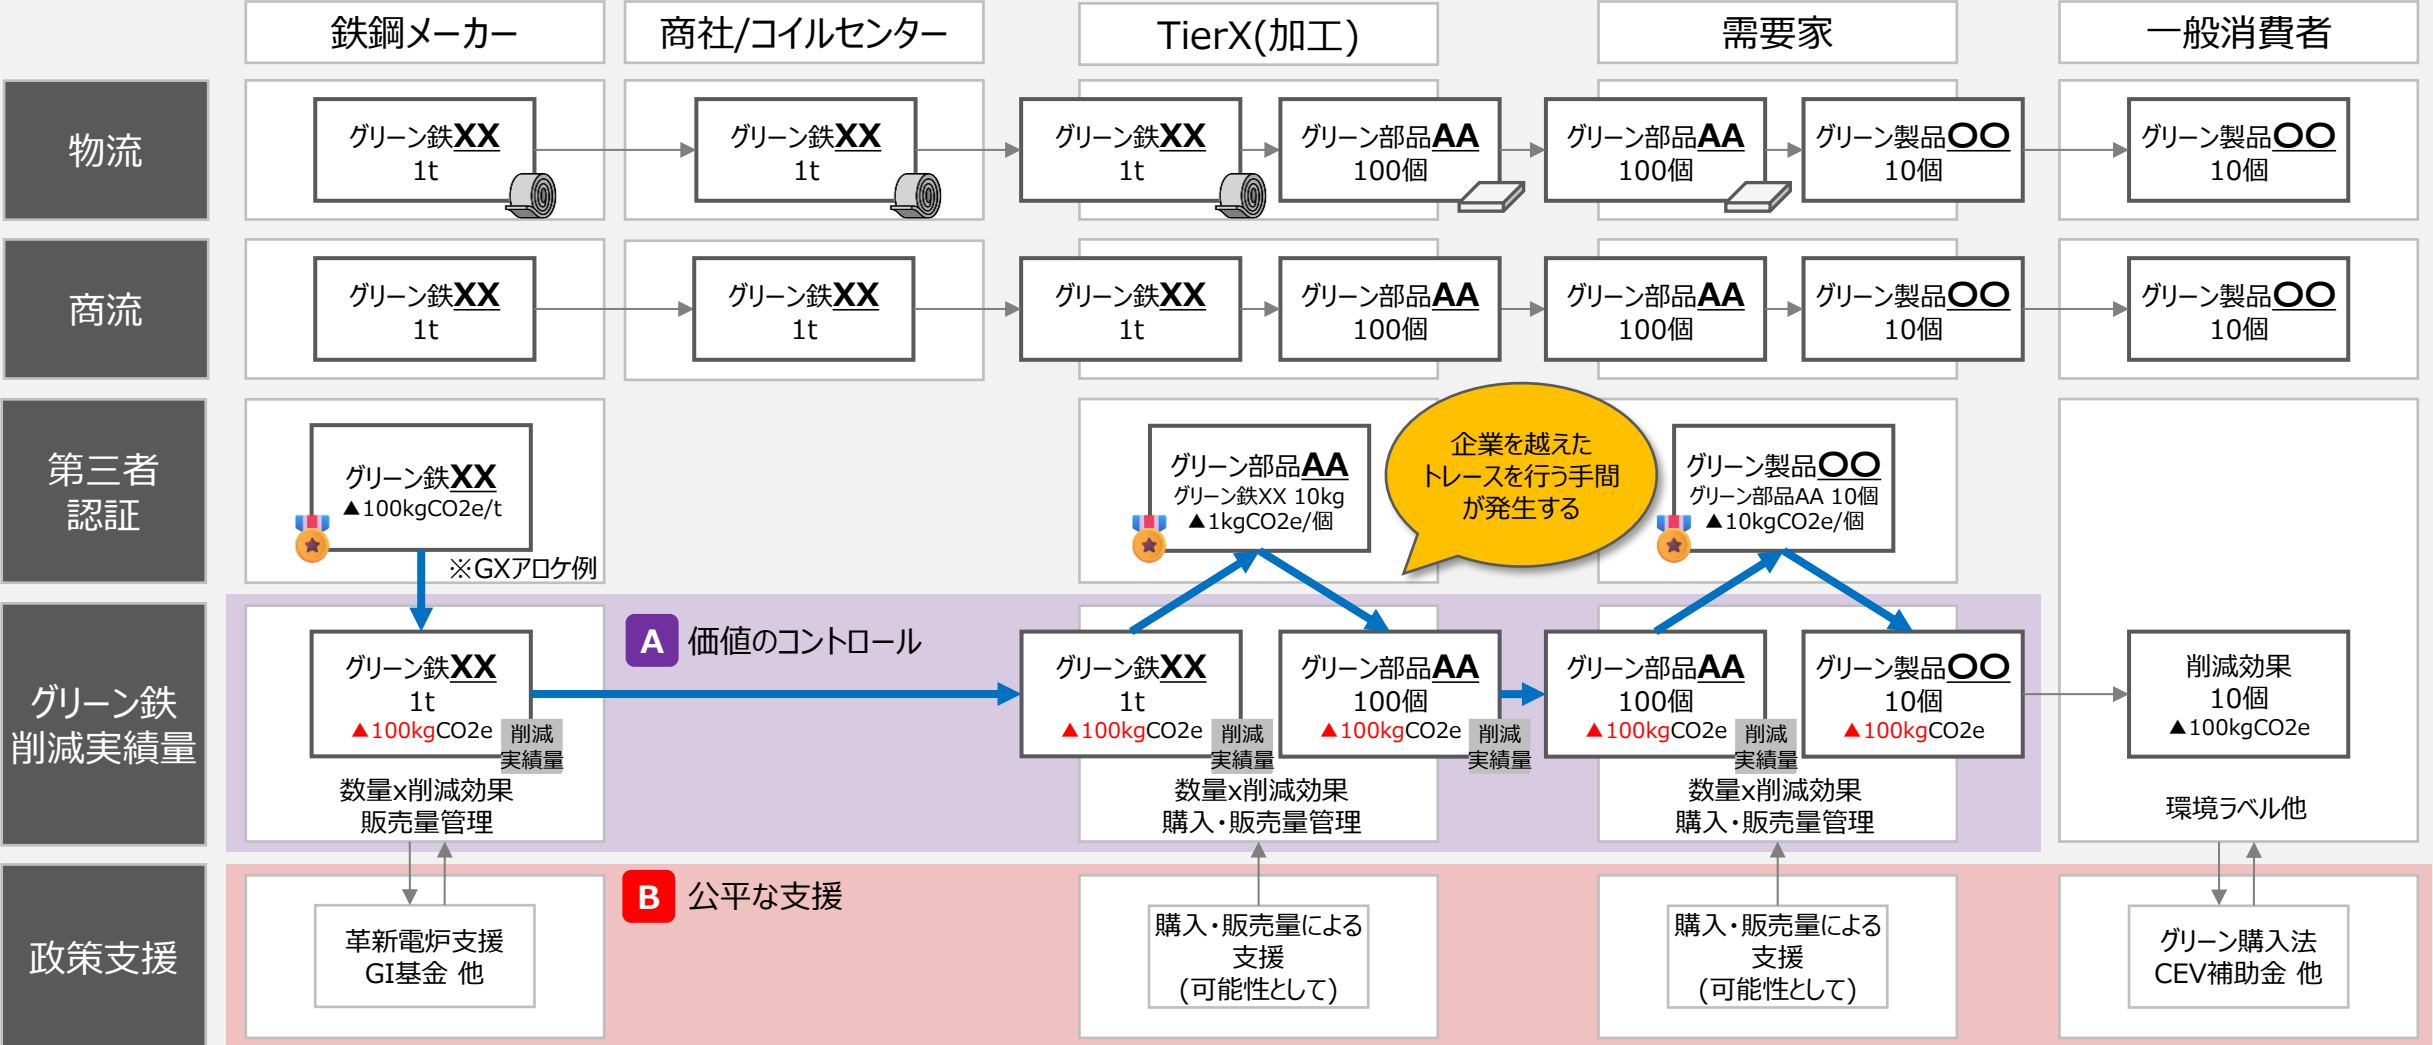 鉄鋼メーカー
商社/コイルセンター
TierX(加工)
需要家
一般消費者
物流
グリーン鉄XX
1t
グリーン鉄XX
1t
グリーン鉄XX
1t
グリーン部品AA
100個
グリーン部品AA
100個
グリーン製品〇〇
10個
グリーン製品〇〇
10個
商流
グリーン鉄XX
1t
グリーン鉄XX
1t
グリーン鉄XX
1t
グリーン部品AA
100個
グリーン部品AA
100個
グリーン製品〇〇
10個
グリーン製品〇〇
10個
第三者
認証
グリーン鉄XX
▲100kgCO2e/t
※GXアロケ例
グリーン部品AA
グリーン鉄XX 10kg
▲1kgCO2e/個
企業を越えた
トレースを行う手間
が発生する
グリーン製品〇〇
グリーン部品AA 10個
▲10kgCO2e/個
グリーン鉄
削減実績量
A 価値のコントロール
グリーン鉄XX
1t
▲100kgCO2e
削減
実績量
数量x削減効果
販売量管理
グリーン鉄XX
1t
▲100kgCO2e
削減
実績量
グリーン部品AA
100個
▲100kgCO2e
削減
実績量
数量x削減効果
購入・販売量管理
グリーン部品AA
100個
▲100kgCO2e
削減
実績量
グリーン製品〇〇
10個
▲100kgCO2e
数量x削減効果
購入・販売量管理
削減効果
10個
▲100kgCO2e
環境ラベル他
政策支援
B 公平な支援
革新電炉支援
GI基金 他
購入・販売量による
支援
(可能性として)
購入・販売量による
支援
(可能性として)
グリーン購入法
CEV補助金 他